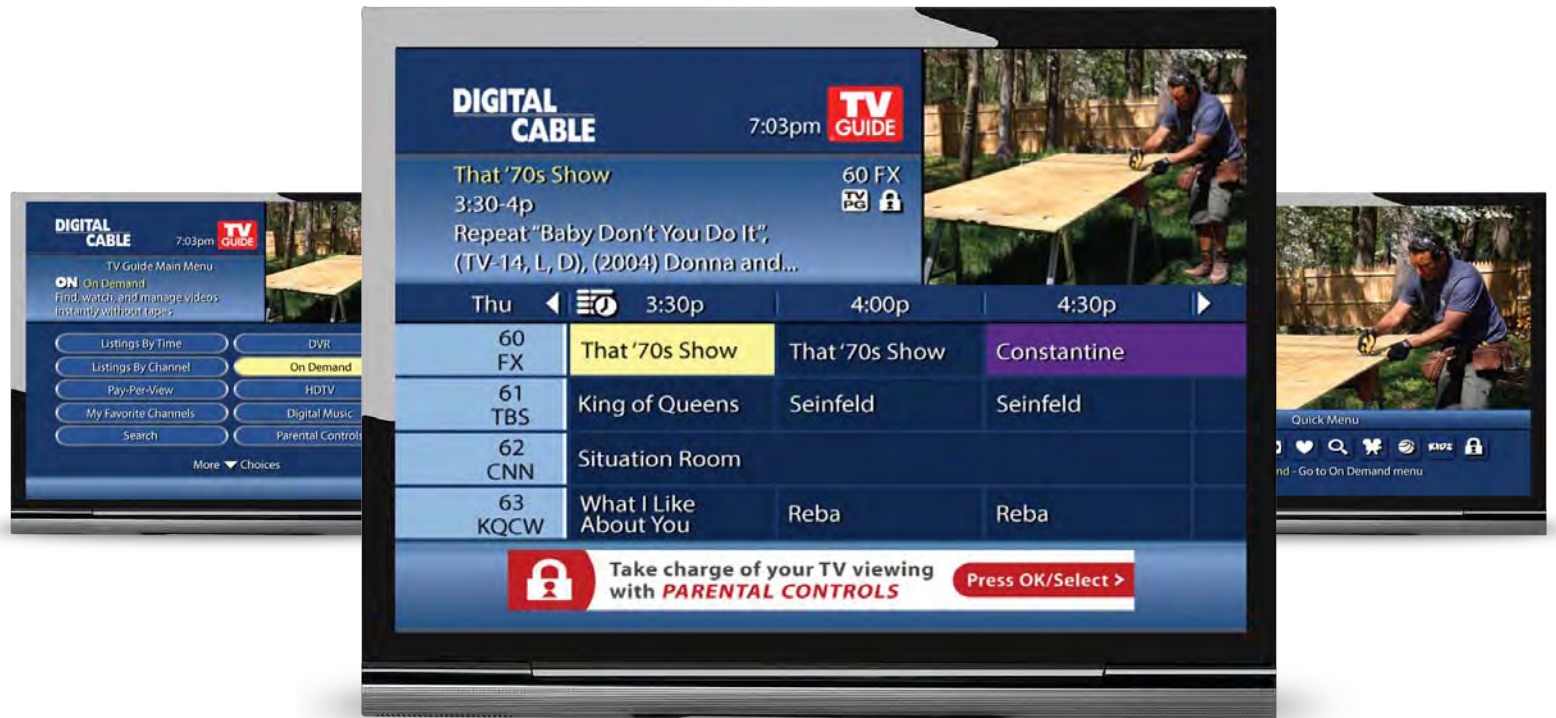 DIGITAL
CABLE
7:03pm
TV
GUIDE
TV Guide Main Menu
ON On Demand
Find, watch, and manage videos
instantly without tapes
Listings By Time
DVR
Listings By Channel
On Demand
Pay-Per-View
HDTV
My Favorite Channels
Digital Music
Search
Parental Controls
More Choices
DIGITAL
CABLE
7:03pm
TV
GUIDE
That '70s Show
60 FX
3:30-4p
TV
PG
Repeat "Baby Don't You Do It",
(TV-14, L, D), (2004) Donna and...
Thu 3:30p 4:00p 4:30p
60
FX
That '70s Show
That '70s Show
Constantine
61
TBS
King of Queens
Seinfeld
Seinfeld
62
CNN
Situation Room
63
KQCW
What I Like
About You
Reba
Reba
Take charge of your TV viewing
with PARENTAL CONTROLS
Press OK/Select >
Quick Menu
KIDS
nd - Go to On Demand menu